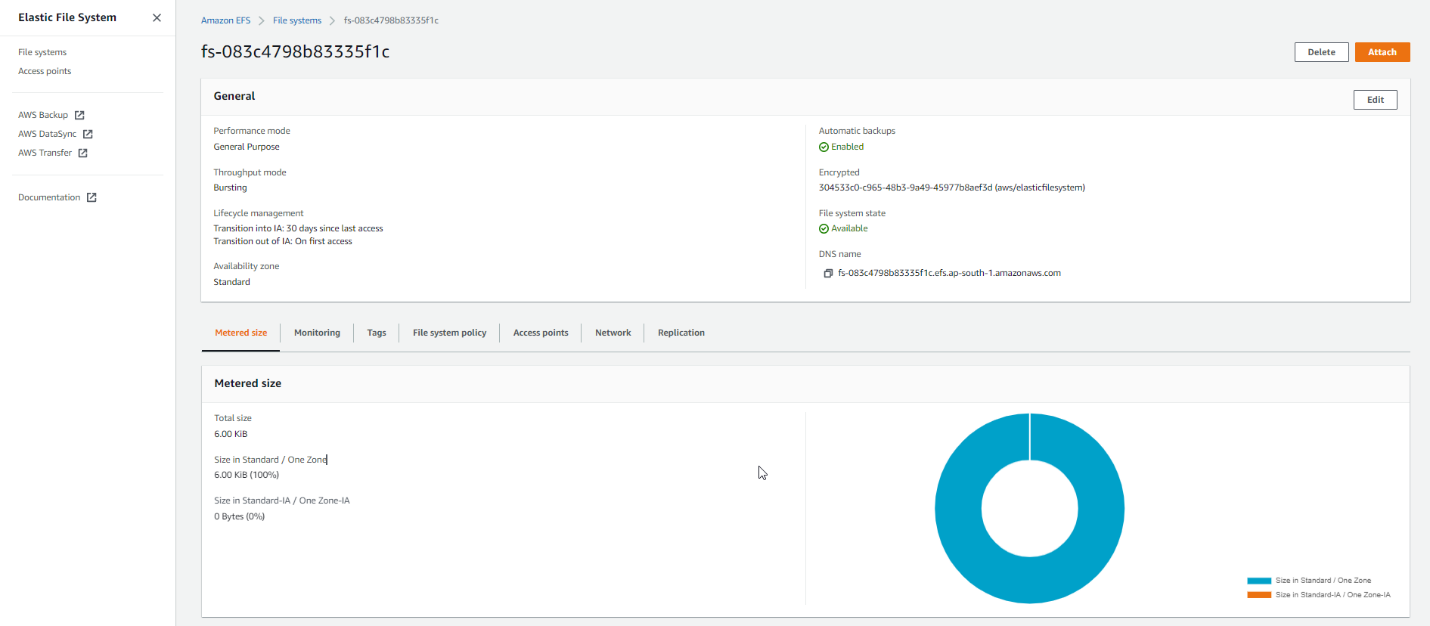 Elastic File System
File systems
Access points
AWS Backup
AWS DataSync
AWS Transfer
Documentation
Amazon EFS > File systems > fs-083c4798b83335f1c
fs-083c4798b83335f1c
Delete
Attach
General
Edit
Performance mode
General Purpose
Throughput mode
Bursting
Lifecycle management
Transition into IA: 30 days since last access
Transition out of IA: On first access
Availability zone
Standard
Automatic backups
Enabled
Encrypted
304533c0-c965-48b3-9a49-45977b8aef3d (aws/elasticfilesystem)
File system state
Available
DNS name
fs-083c4798b83335f1c.efs.ap-south-1.amazonaws.com
Metered size
Monitoring
Tags
File system policy
Access points
Network
Replication
Metered size
Total size
6.00 KiB
Size in Standard / One Zone
6.00 KiB (100%)
Size in Standard-IA / One Zone-IA
0 Bytes (0%)
Size in Standard / One Zone
Size in Standard-IA / One Zone-IA